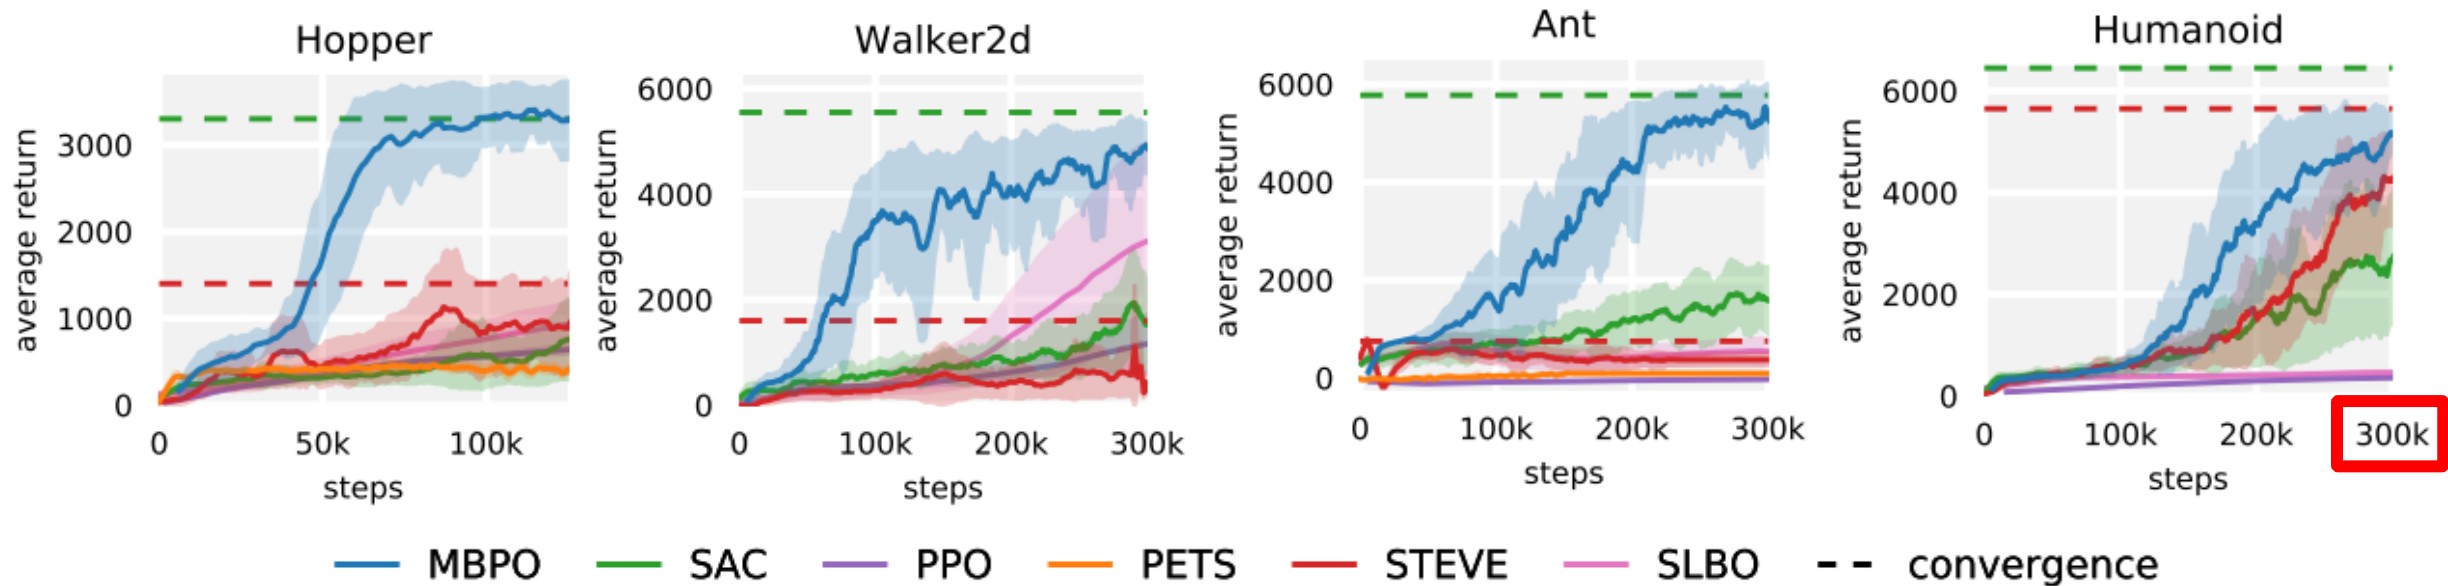 Hopper
average return
3000
2000
1000
0
0 50k 100k
steps
Walker2d
average return
6000
4000
2000
0
0 100k 200k 300k
steps
Ant
average return
6000
4000
2000
0
0 100k 200k 300k
steps
Humanoid
average return
6000
4000
2000
0
0 100k 200k 300k
steps
MBPO SAC PPO PETS STEVE SLBO convergence